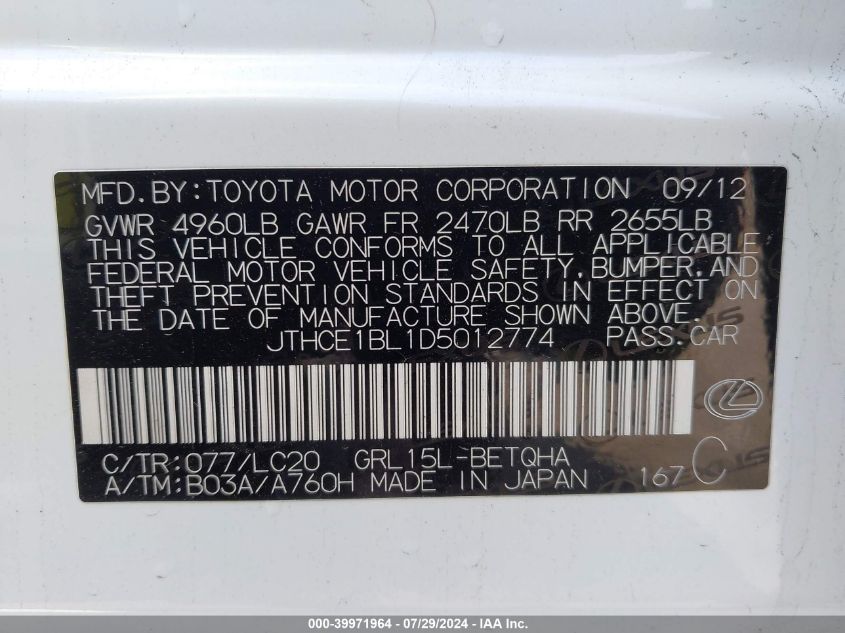 MFD.BY:TOYOTA MOTOR CORPORATION 09/12
GVWR 4960LB GAWR FR 2470LB RR 2655LB
THIS VEHICLE CONFORMS TO ALL APPLICABLE
FEDERAL MOTOR VEHICLE SAFETY,BUMPER,AND
THEFT PREVENTION STANDARDS IN EFFECT ON
THE DATE OF MANUFACTURE SHOWN ABOVE.
JTHCE1BL1D5012774 PASS.CAR
C/TR:077/LC20 GRL15L-BETQHA
A/TM:B03A/A760H MADE IN JAPAN 167 C
000-39971964 - 07/29/2024 - IAA Inc.